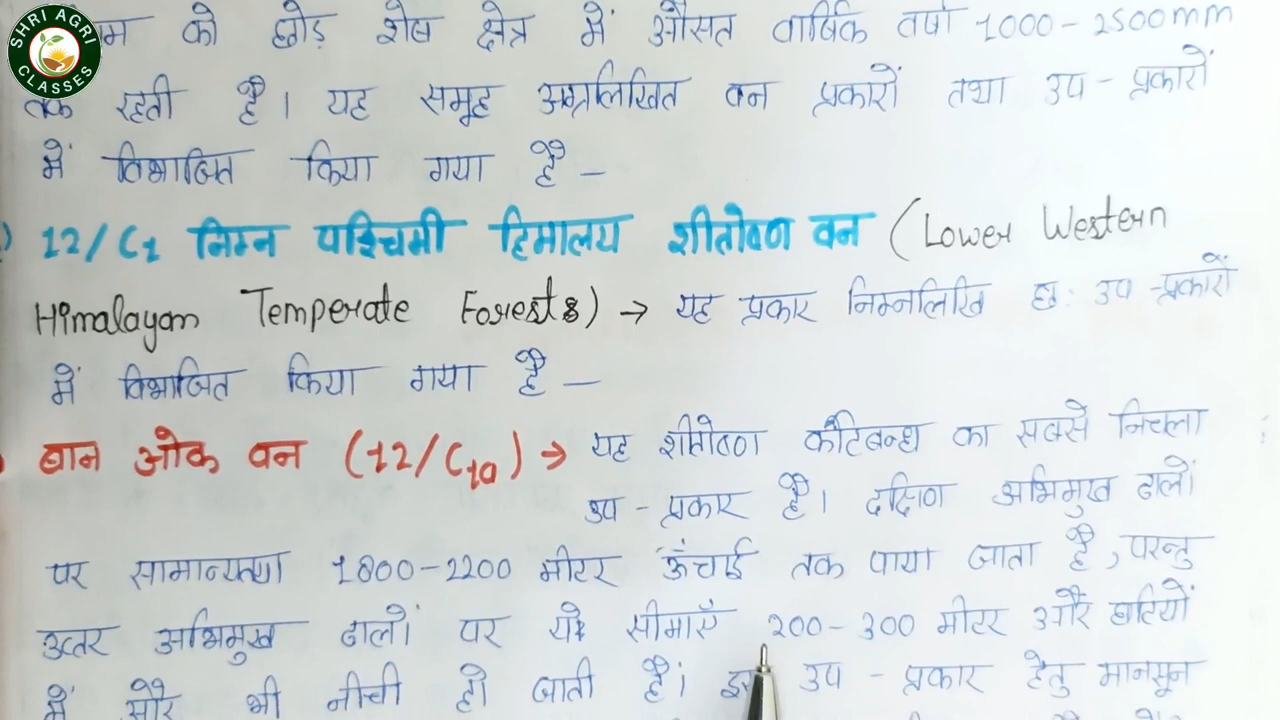 SHRI AGRI CLASSES
को छोड़ शेष क्षेत्र में औसत वार्षिक वर्षा 1000-2500mm
तक रहती है। यह समूह अग्रलिखित वन प्रकारों तथा उप-प्रकारों
में विभाजित किया गया है –
12/C1 निम्न पश्चिमी हिमालय शीतोष्ण वन (Lower Western
Himalayan Temperate Forests) → यह प्रकार निम्नलिखित छः उप-प्रकारों
में विभाजित किया गया है –
बान ओक वन (12/C1a) → यह शीतोष्ण कटिबन्ध का सबसे निचला
उप-प्रकार है। दक्षिण अभिमुख ढालों
पर सामान्यतया 1800-2200 मीटर ऊँचाई तक पाया जाता है, परन्तु
उत्तर अभिमुख ढालों पर ये सीमाएँ 200-300 मीटर और घाटियों
में और भी नीची हो जाती है। इस उप-प्रकार हेतु मानसून